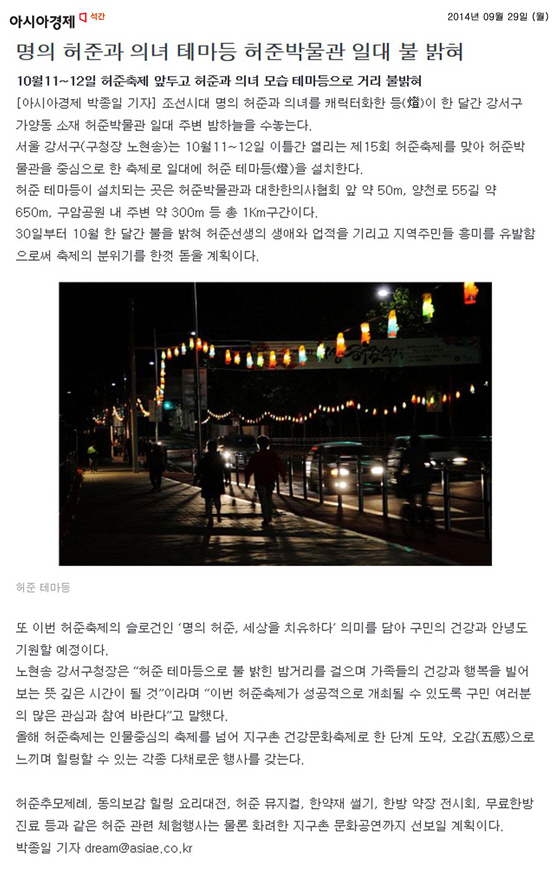 아시아경제 석간
2014년 09월 29일 (월)
명의 허준과 의녀 테마등 허준박물관 일대 불 밝혀
10월11~12일 허준축제 앞두고 허준과 의녀 모습 테마등으로 거리 불밝혀
[아시아경제 박종일 기자] 조선시대 명의 허준과 의녀를 캐릭터화한 등(燈)이 한 달간 강서구
가양동 소재 허준박물관 일대 주변 밤하늘을 수놓는다.
서울 강서구(구청장 노현송)는 10월11~12일 이틀간 열리는 제15회 허준축제를 맞아 허준박
물관을 중심으로 한 축제로 일대에 허준 테마등(燈)을 설치한다.
허준 테마등이 설치되는 곳은 허준박물관과 대한한의사협회 앞 약 50m, 양천로 55길 약
650m, 구암공원 내 주변 약 300m 등 총 1Km구간이다.
30일부터 10월 한 달간 불을 밝혀 허준선생의 생애와 업적을 기리고 지역주민들 흥미를 유발함
으로써 축제의 분위기를 한껏 돋울 계획이다.
허준축제
허준 테마등
또 이번 허준축제의 슬로건인 ‘명의 허준, 세상을 치유하다’ 의미를 담아 구민의 건강과 안녕도
기원할 예정이다.
노현송 강서구청장은 “허준 테마등으로 불 밝힌 밤거리를 걸으며 가족들의 건강과 행복을 빌어
보는 뜻 깊은 시간이 될 것”이라며 “이번 허준축제가 성공적으로 개최될 수 있도록 구민 여러분
의 많은 관심과 참여 바란다”고 말했다.
올해 허준축제는 인물중심의 축제를 넘어 지구촌 건강문화축제로 한 단계 도약, 오감(五感)으로
느끼며 힐링할 수 있는 각종 다채로운 행사를 갖는다.
허준추모제례, 동의보감 힐링 요리대전, 허준 뮤지컬, 한약재 썰기, 한방 약장 전시회, 무료한방
진료 등과 같은 허준 관련 체험행사는 물론 화려한 지구촌 문화공연까지 선보일 계획이다.
박종일 기자 dream@asiae.co.kr